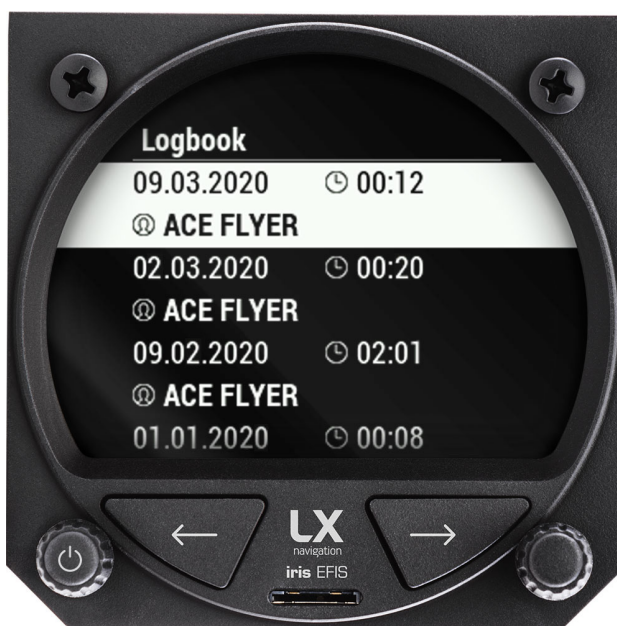 Logbook
09.03.2020 00:12
ACE FLYER
02.03.2020 00:20
ACE FLYER
09.02.2020 02:01
ACE FLYER
01.01.2020 00:08
LX
navigation
iris EFIS